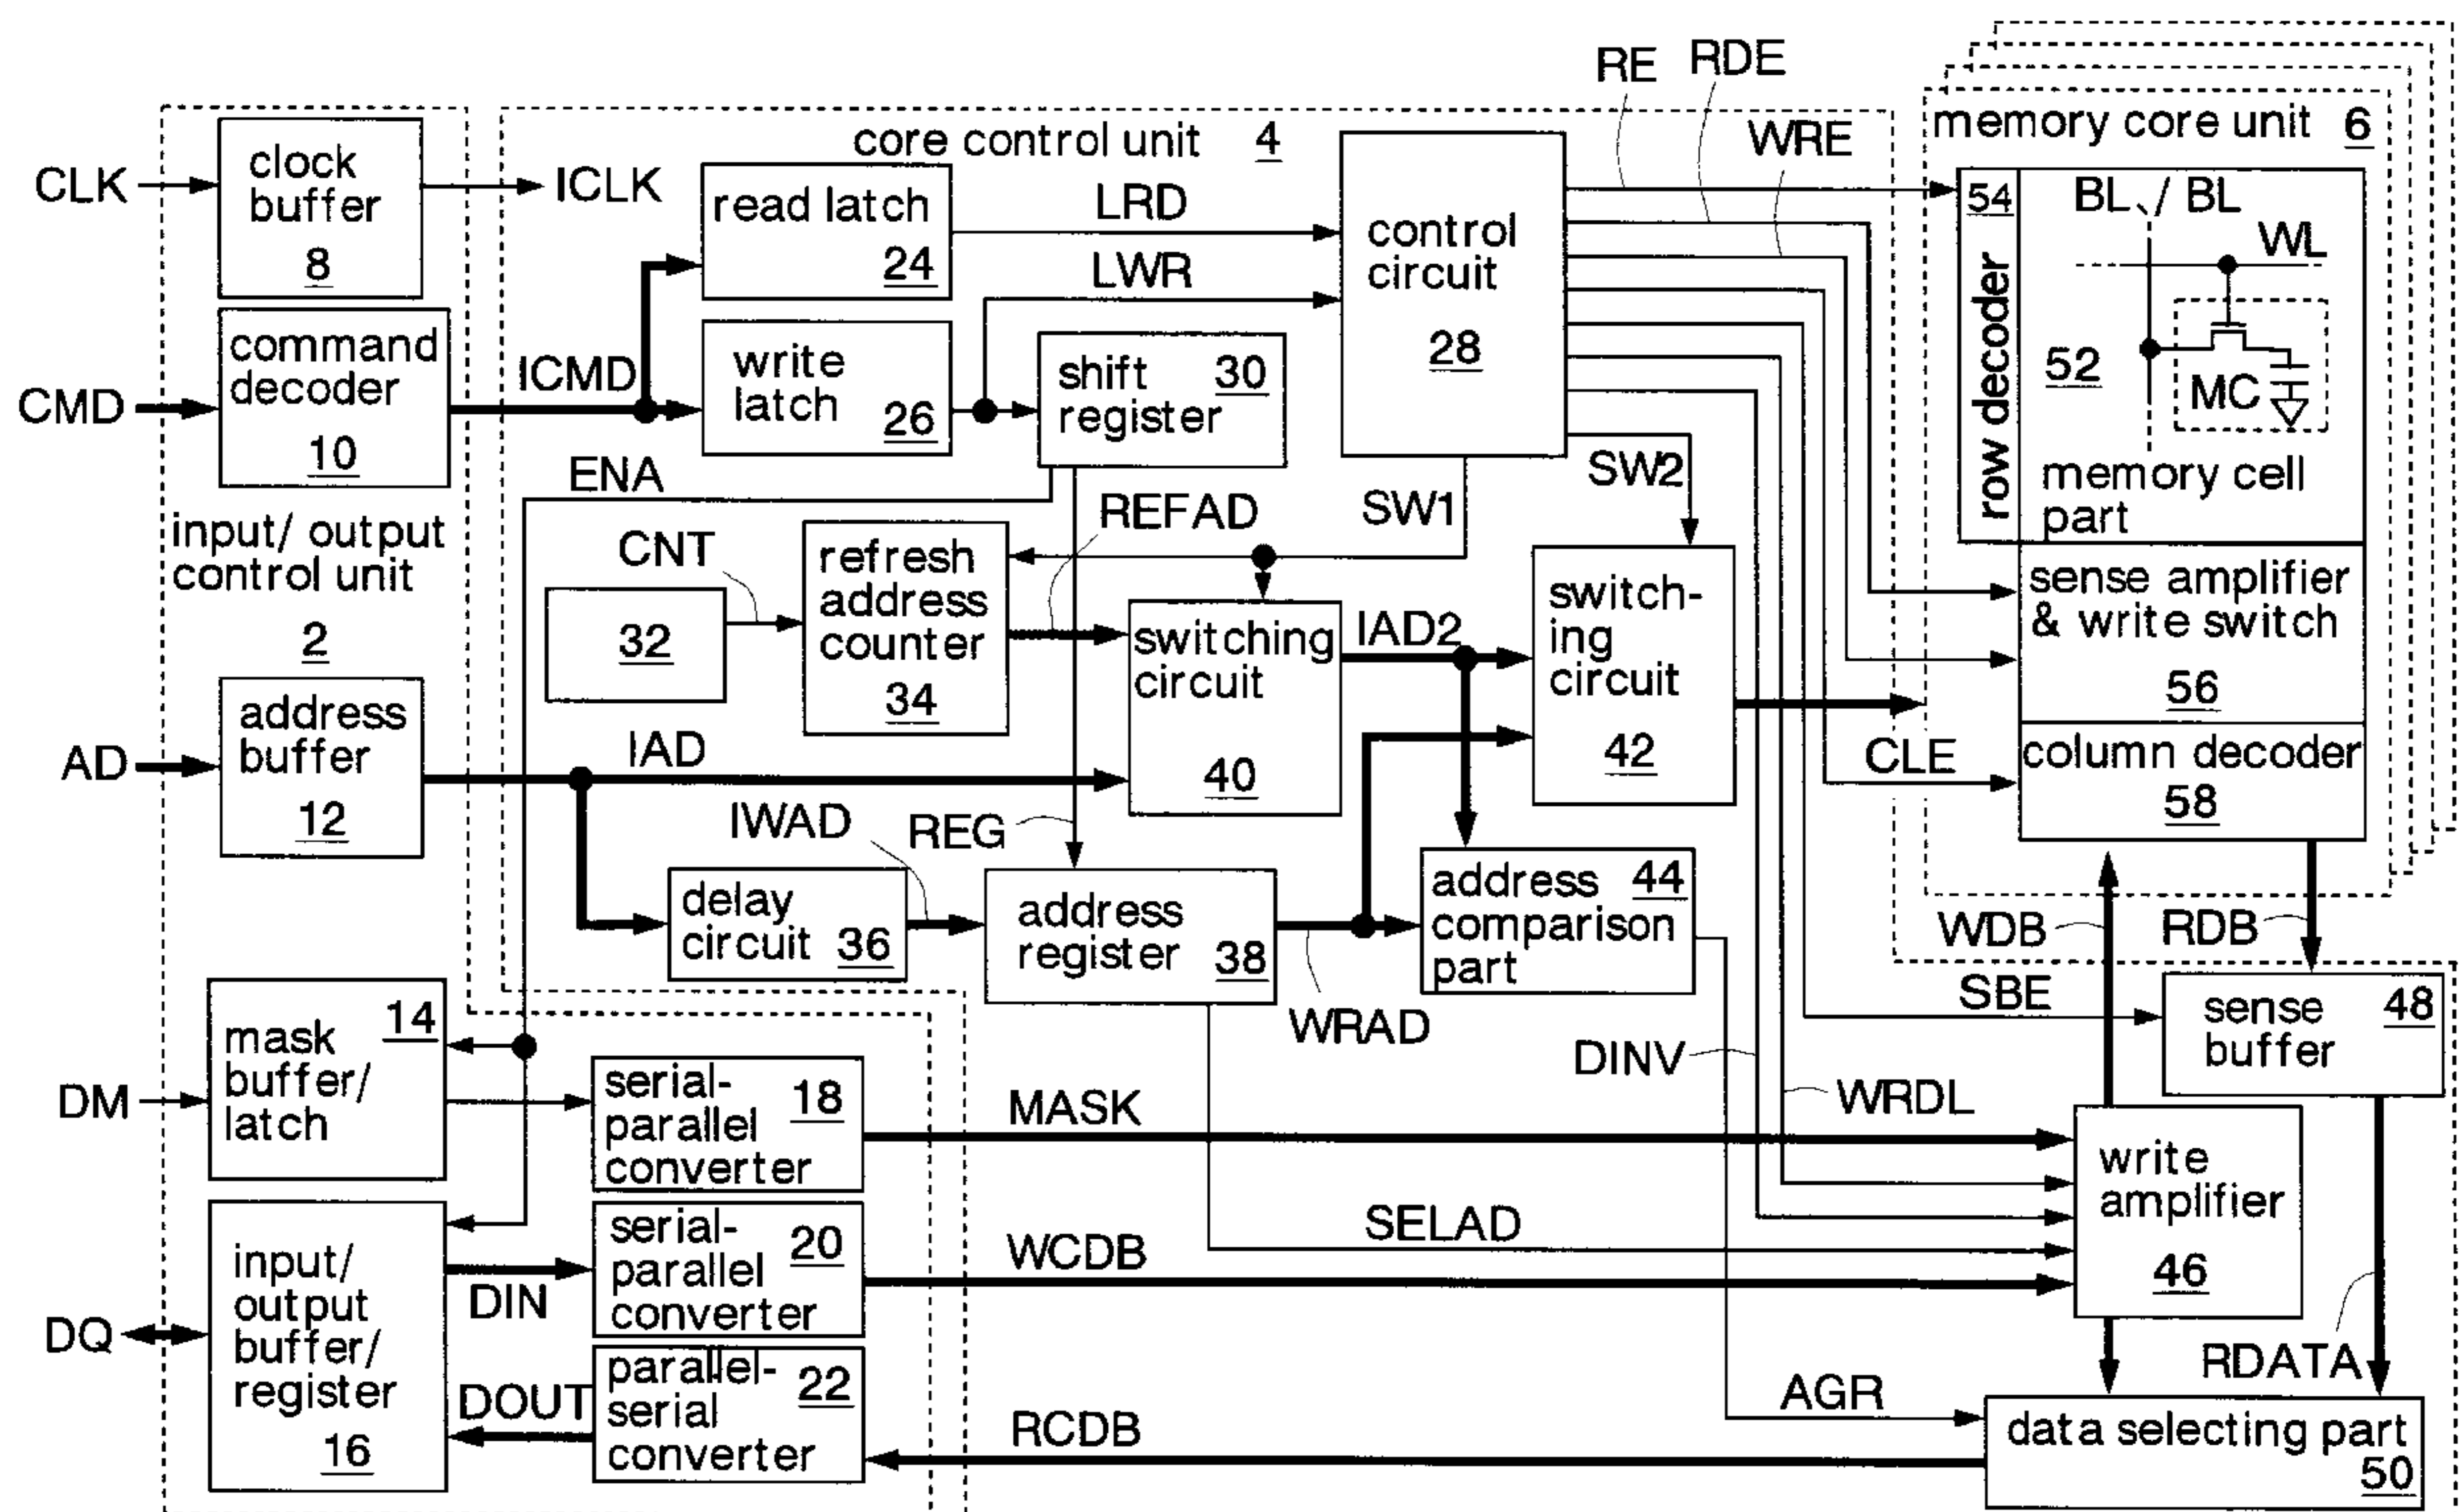 RE
RDE
WRE
core control unit 4
memory core unit 6
CLK
clock
buffer
8
ICLK
read latch
24
LRD
LWR
control
circuit
28
54
row decoder
BL, / BL
WL
52
MC
memory cell
part
CMD
command
decoder
10
ICMD
write
latch
26
shift
register
30
ENA
SW1
SW2
input/ output
control unit
2
CNT
32
refresh
address
counter
34
REFAD
switching
circuit
40
IAD2
switch-
ing
circuit
42
sense amplifier
& write switch
56
column decoder
58
CLE
AD
address
buffer
12
IAD
IWAD
REG
delay
circuit 36
address
register 38
WRAD
address 44
comparison
part
WDB
RDB
SBE
sense
buffer
48
DINV
WRDL
DM
mask
buffer/
latch
14
serial-
parallel
converter
18
MASK
SELAD
write
amplifier
46
DQ
input/
output
buffer/
register
16
DIN
serial-
parallel
converter
20
WCDB
DOUT
parallel-
serial
converter
22
RCDB
AGR
RDATA
data selecting part
50